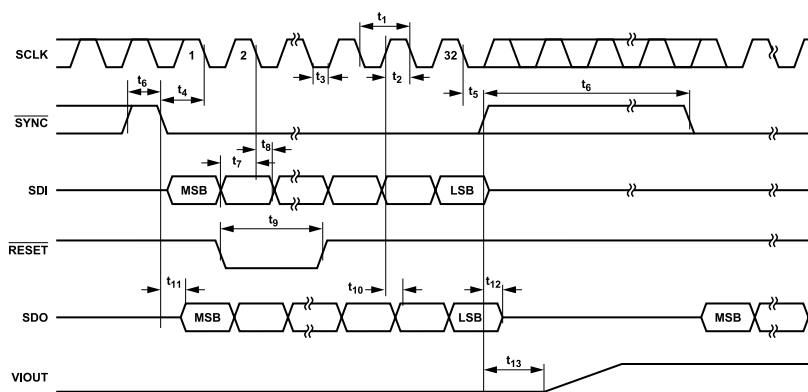 t1
SCLK
1
2
32
t3
t2
t6
t4
t5
t6
SYNC
t8
t7
SDI
MSB
LSB
t9
RESET
t11
t10
t12
SDO
MSB
LSB
MSB
t13
VIOUT